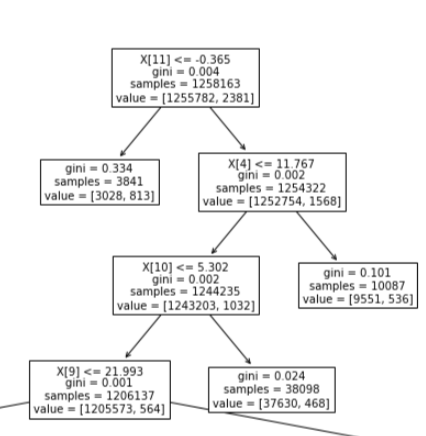 X[11] <= -0.365
gini = 0.004
samples = 1258163
value = [1255782, 2381]
gini = 0.334
samples = 3841
value = [3028, 813]
X[4] <= 11.767
gini = 0.002
samples = 1254322
value = [1252754, 1568]
X[10] <= 5.302
gini = 0.002
samples = 1244235
value = [1243203, 1032]
gini = 0.101
samples = 10087
value = [9551, 536]
X[9] <= 21.993
gini = 0.001
samples = 1206137
value = [1205573, 564]
gini = 0.024
samples = 38098
value = [37630, 468]